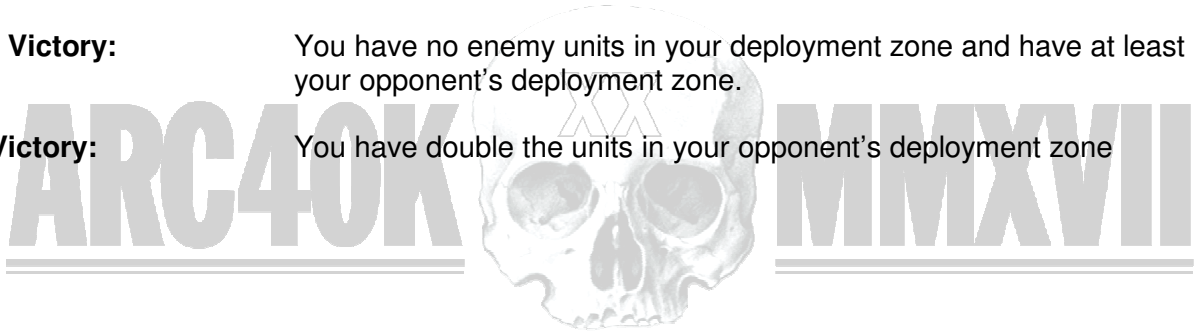 Victory: You have no enemy units in your deployment zone and have at least
your opponent's deployment zone.
XX
ARC40K MMXVII
Victory: You have double the units in your opponent's deployment zone